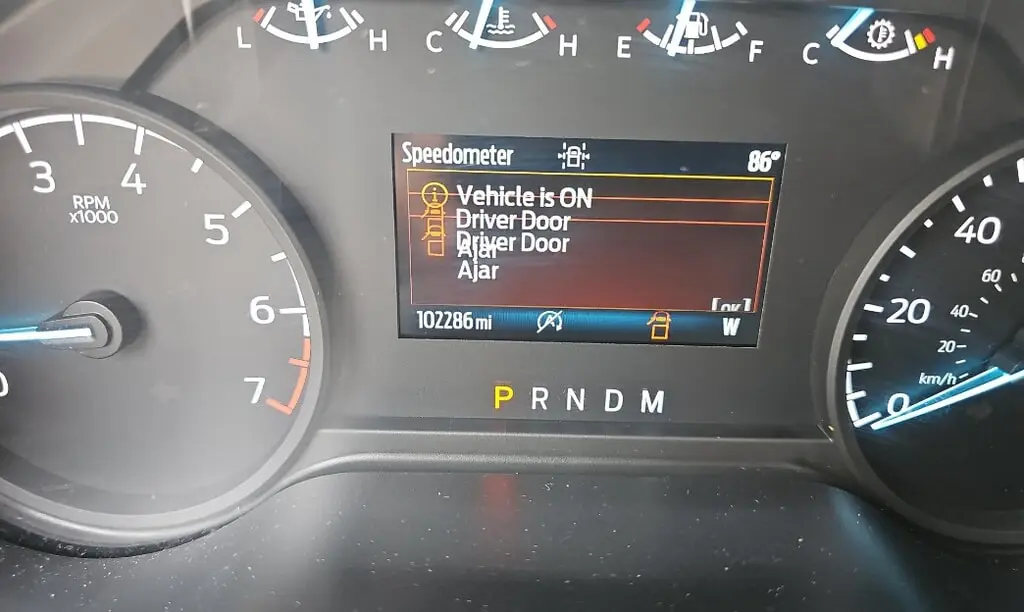 L H C H E F C H
Speedometer 86°
Vehicle is ON
Driver Door
Driver Door
Ajar
Ajar
[OK]
102286 mi W
P R N D M
3 4 5 6 7
RPM
x1000
0
40
20
0
60
40
20
km/h